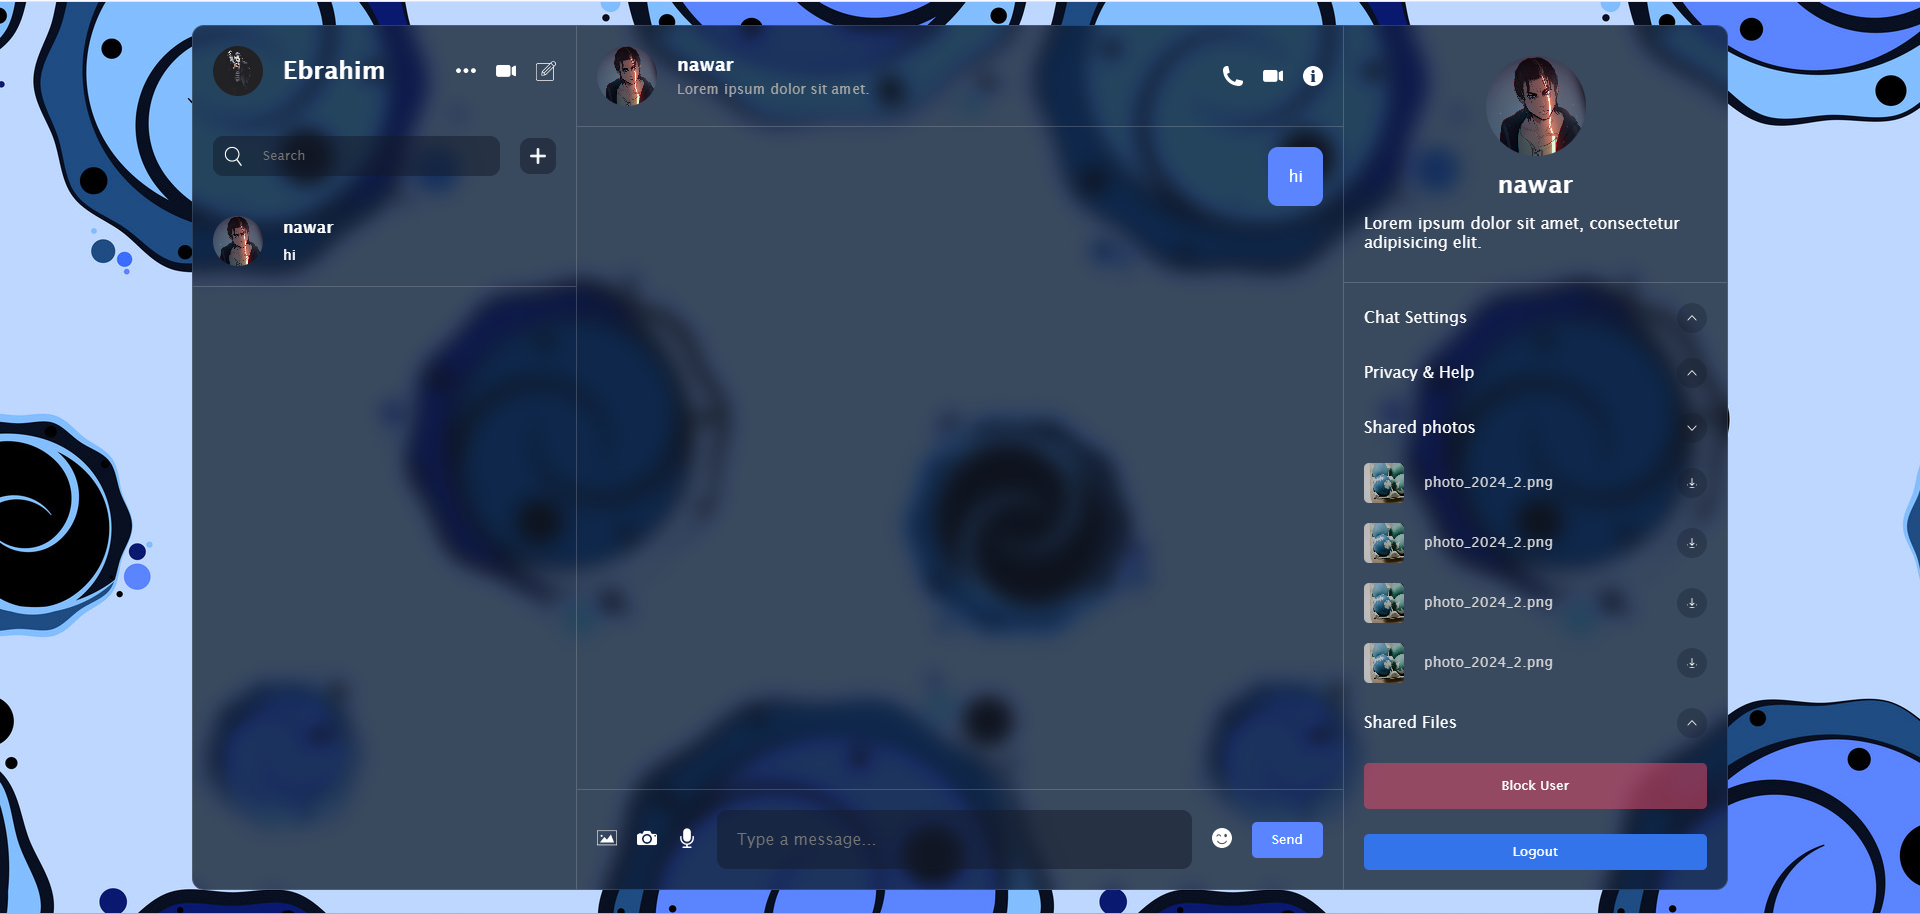 Ebrahim
Search
nawar
hi
nawar
Lorem ipsum dolor sit amet.
hi
Type a message...
Send
nawar
Lorem ipsum dolor sit amet, consectetur
adipisicing elit.
Chat Settings
Privacy & Help
Shared photos
photo_2024_2.png
photo_2024_2.png
photo_2024_2.png
photo_2024_2.png
Shared Files
Block User
Logout